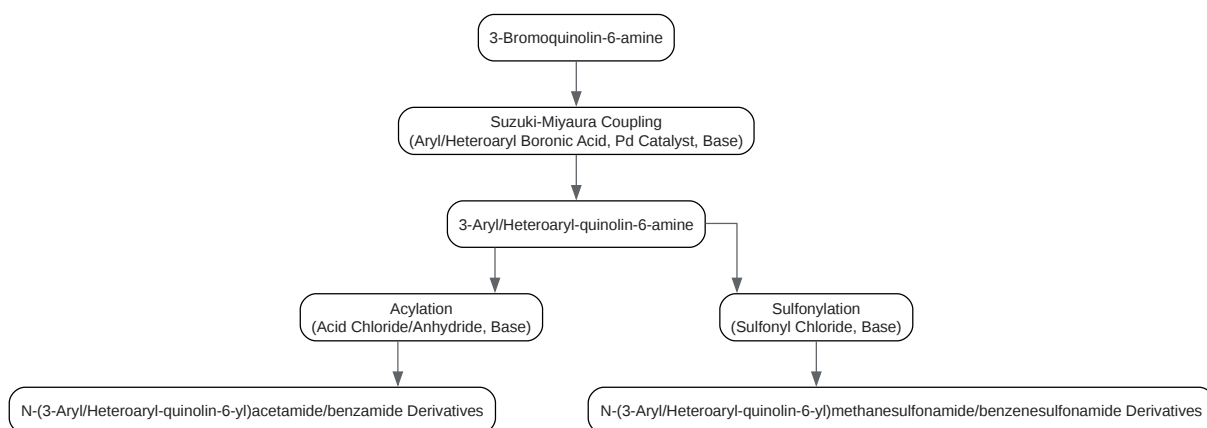 3-Bromoquinolin-6-amine
Suzuki-Miyaura Coupling
(Aryl/Heteroaryl Boronic Acid, Pd Catalyst, Base)
3-Aryl/Heteroaryl-quinolin-6-amine
Acylation
(Acid Chloride/Anhydride, Base)
Sulfonylation
(Sulfonyl Chloride, Base)
N-(3-Aryl/Heteroaryl-quinolin-6-yl)acetamide/benzamide Derivatives
N-(3-Aryl/Heteroaryl-quinolin-6-yl)methanesulfonamide/benzenesulfonamide Derivatives